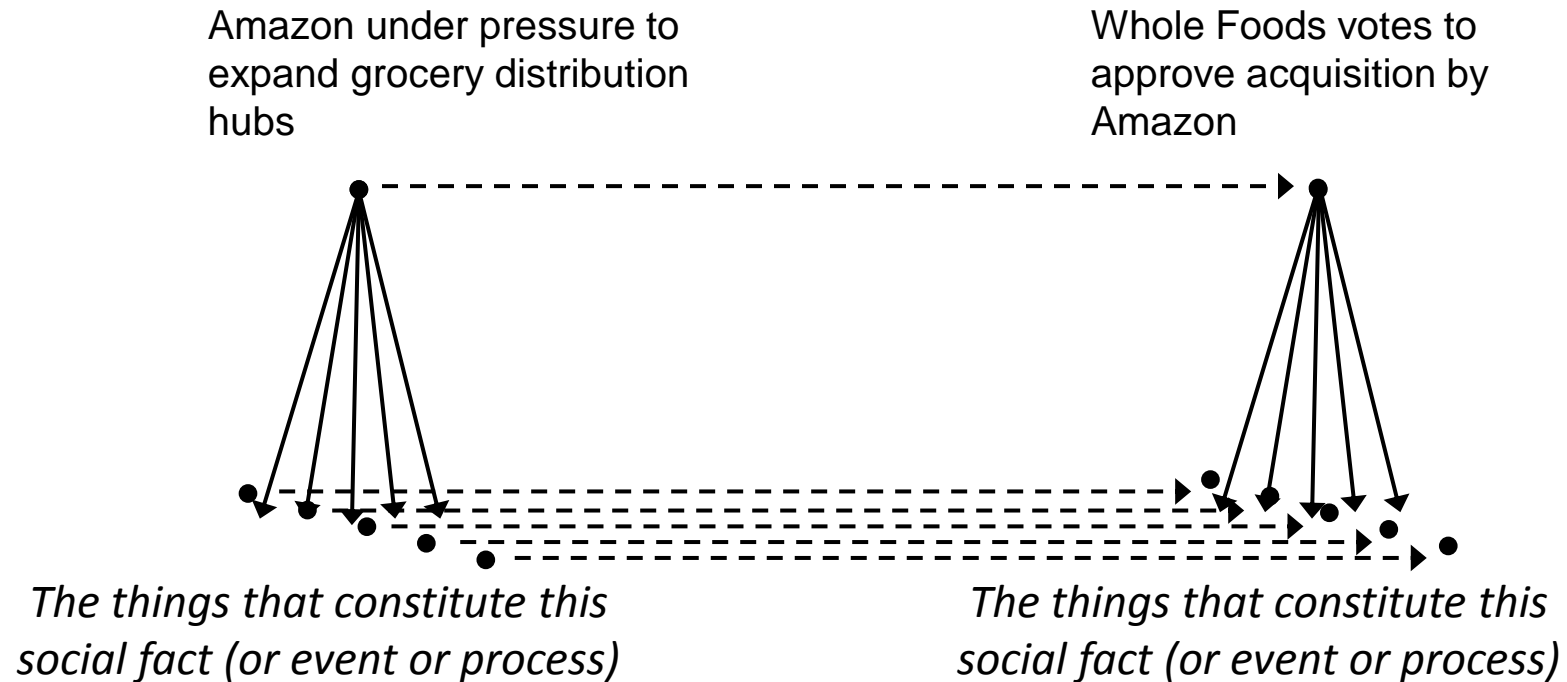 Amazon under pressure to
expand grocery distribution
hubs
Whole Foods votes to
approve acquisition by
Amazon
The things that constitute this
social fact (or event or process)
The things that constitute this
social fact (or event or process)